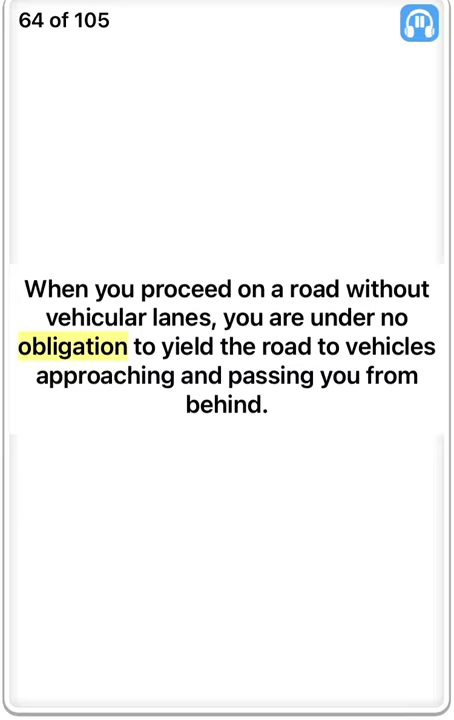 64 of 105
When you proceed on a road without
vehicular lanes, you are under no
obligation to yield the road to vehicles
approaching and passing you from
behind.